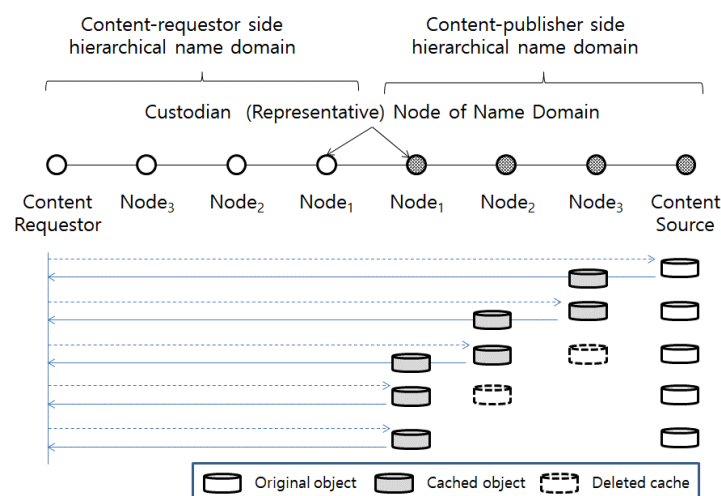 Content-requestor side
hierarchical name domain
Content-publisher side
hierarchical name domain
Custodian (Representative) Node of Name Domain
Content
Requestor
Node₃
Node₂
Node₁
Node₁
Node₂
Node₃
Content
Source
Original object
Cached object
Deleted cache